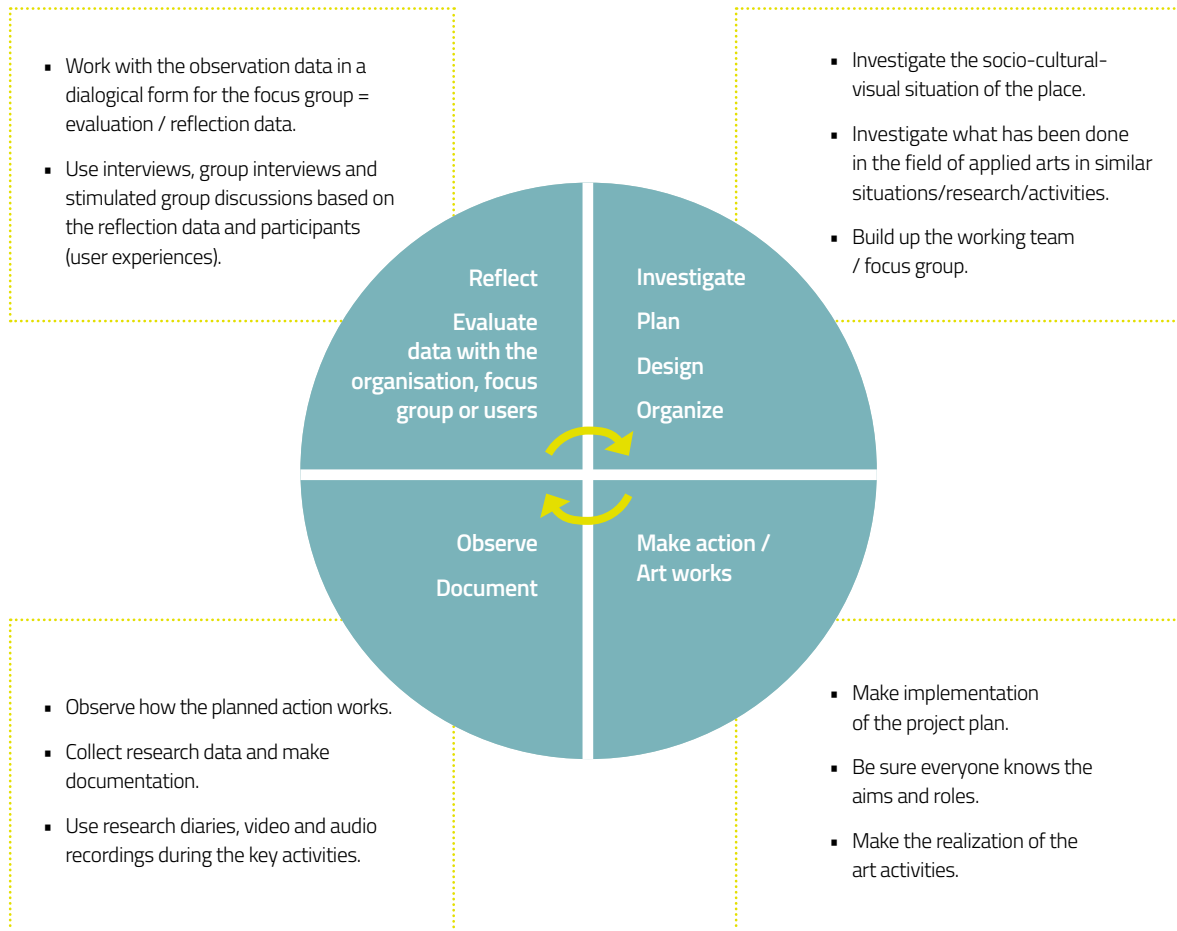 ▪ Work with the observation data in a
dialogical form for the focus group =
evaluation / reflection data.
▪ Use interviews, group interviews and
stimulated group discussions based on
the reflection data and participants
(user experiences).
▪ Investigate the socio-cultural-
visual situation of the place.
▪ Investigate what has been done
in the field of applied arts in similar
situations/research/activities.
▪ Build up the working team
/ focus group.
Reflect
Evaluate
data with the
organisation, focus
group or users
Investigate
Plan
Design
Organize
Observe
Document
Make action /
Art works
▪ Observe how the planned action works.
▪ Collect research data and make
documentation.
▪ Use research diaries, video and audio
recordings during the key activities.
▪ Make implementation
of the project plan.
▪ Be sure everyone knows the
aims and roles.
▪ Make the realization of the
art activities.